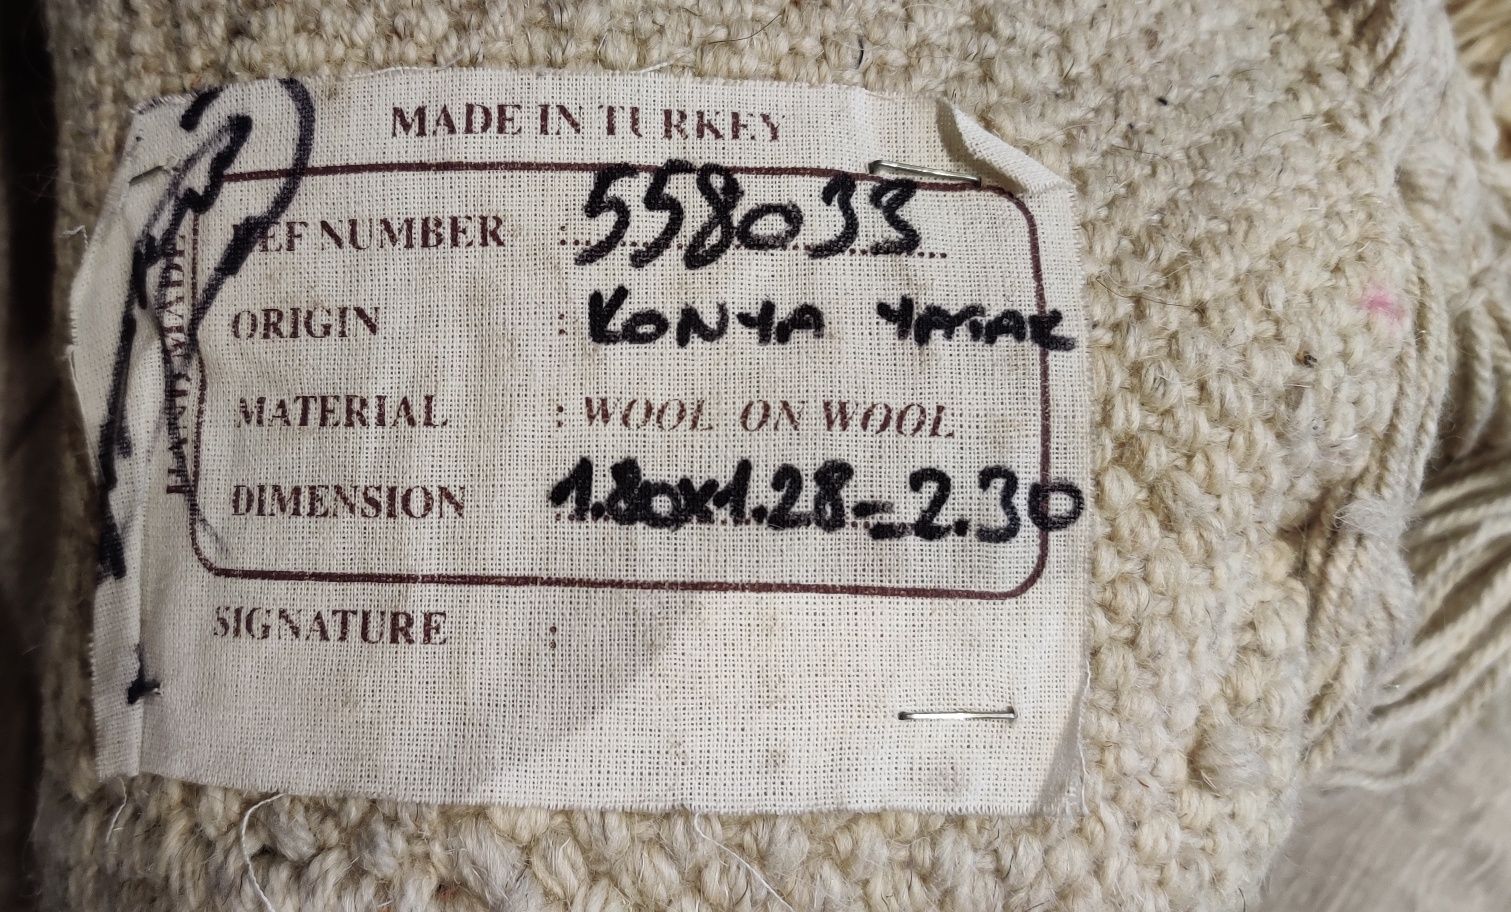 MADE IN TURKEY
HAND MADE
REF NUMBER : 558033
ORIGIN : KONYA
MATERIAL : WOOL ON WOOL
DIMENSION 1.80x1.28=2.30
SIGNATURE :